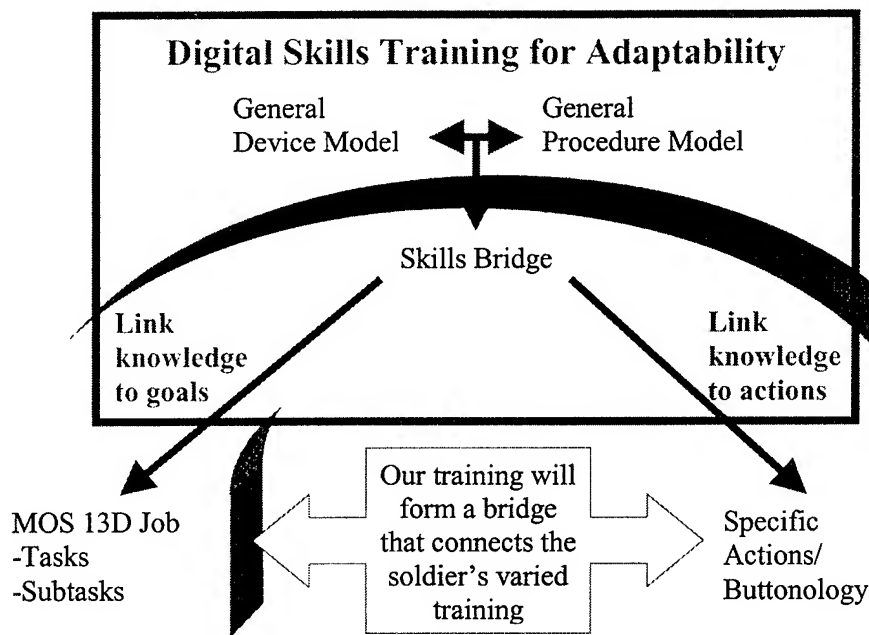 Digital Skills Training for Adaptability
General
Device Model
General
Procedure Model
Skills Bridge
Link
knowledge
to goals
Link
knowledge
to actions
MOS 13D Job
-Tasks
-Subtasks
Our training will
form a bridge
that connects the
soldier's varied
training
Specific
Actions/
Buttonology